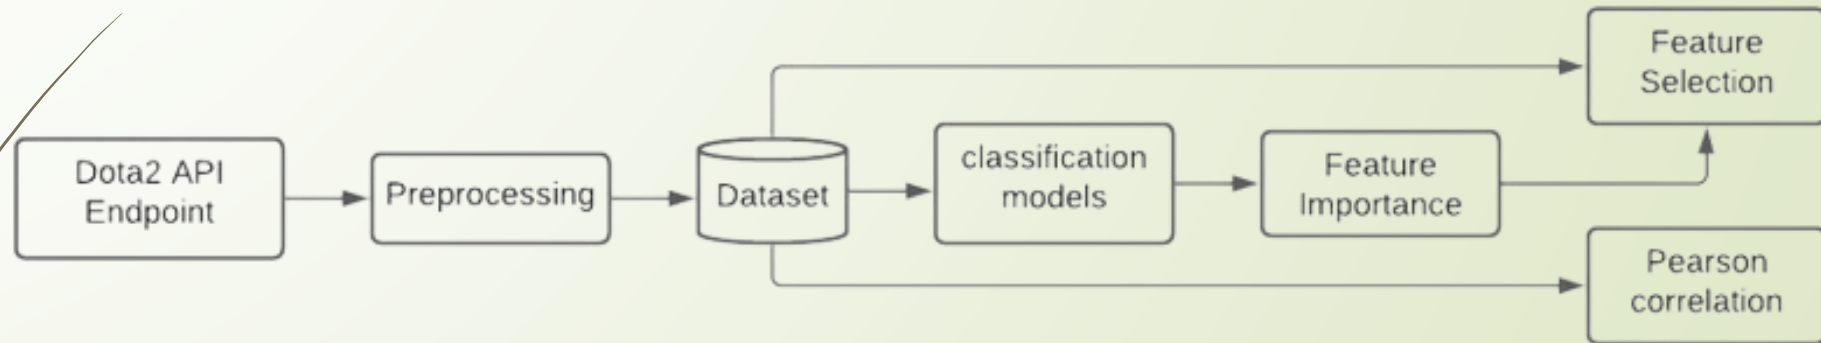 Dota2 API
Endpoint
Preprocessing
Dataset
classification
models
Feature
Importance
Feature
Selection
Pearson
correlation